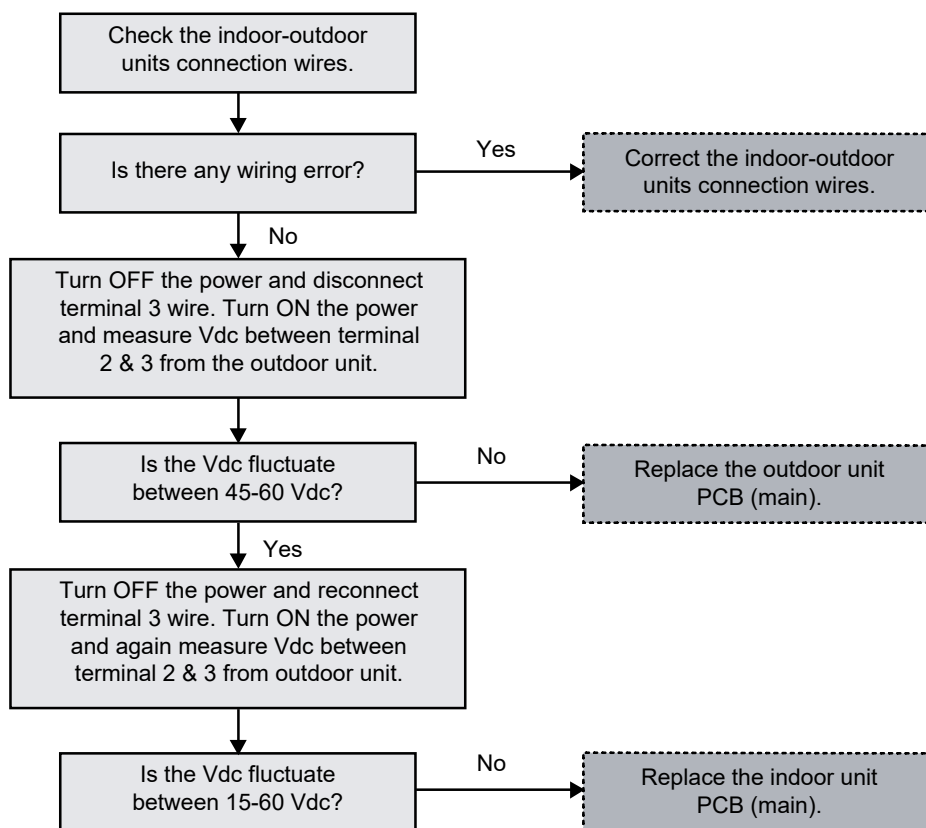 Check the indoor-outdoor
units connection wires.
Is there any wiring error?
Yes
Correct the indoor-outdoor
units connection wires.
No
Turn OFF the power and disconnect
terminal 3 wire. Turn ON the power
and measure Vdc between terminal
2 & 3 from the outdoor unit.
Is the Vdc fluctuate
between 45-60 Vdc?
No
Replace the outdoor unit
PCB (main).
Yes
Turn OFF the power and reconnect
terminal 3 wire. Turn ON the power
and again measure Vdc between
terminal 2 & 3 from outdoor unit.
Is the Vdc fluctuate
between 15-60 Vdc?
No
Replace the indoor unit
PCB (main).